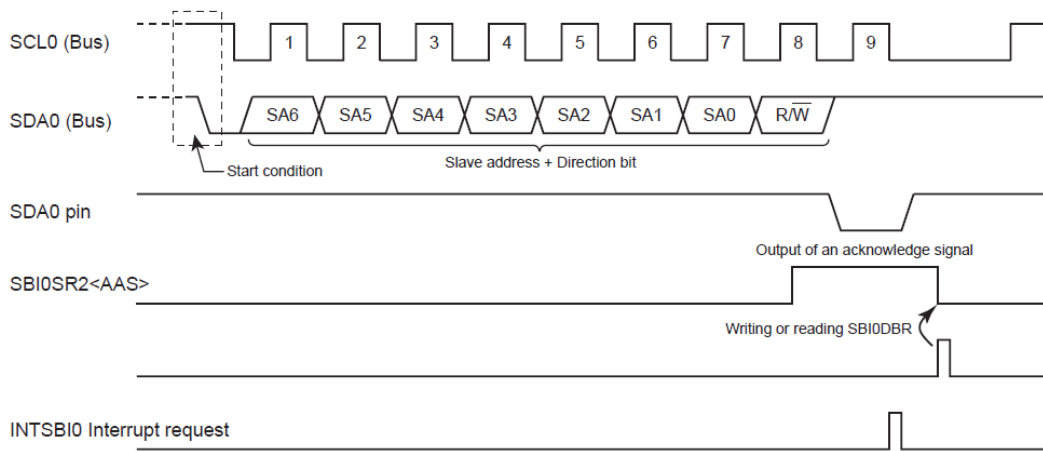 SCL0 (Bus)
1 2 3 4 5 6 7 8 9
SDA0 (Bus)
SA6 SA5 SA4 SA3 SA2 SA1 SA0 R/W̅
Start condition
Slave address + Direction bit
SDA0 pin
Output of an acknowledge signal
SBI0SR2<AAS>
Writing or reading SBI0DBR
INTSBI0 Interrupt request